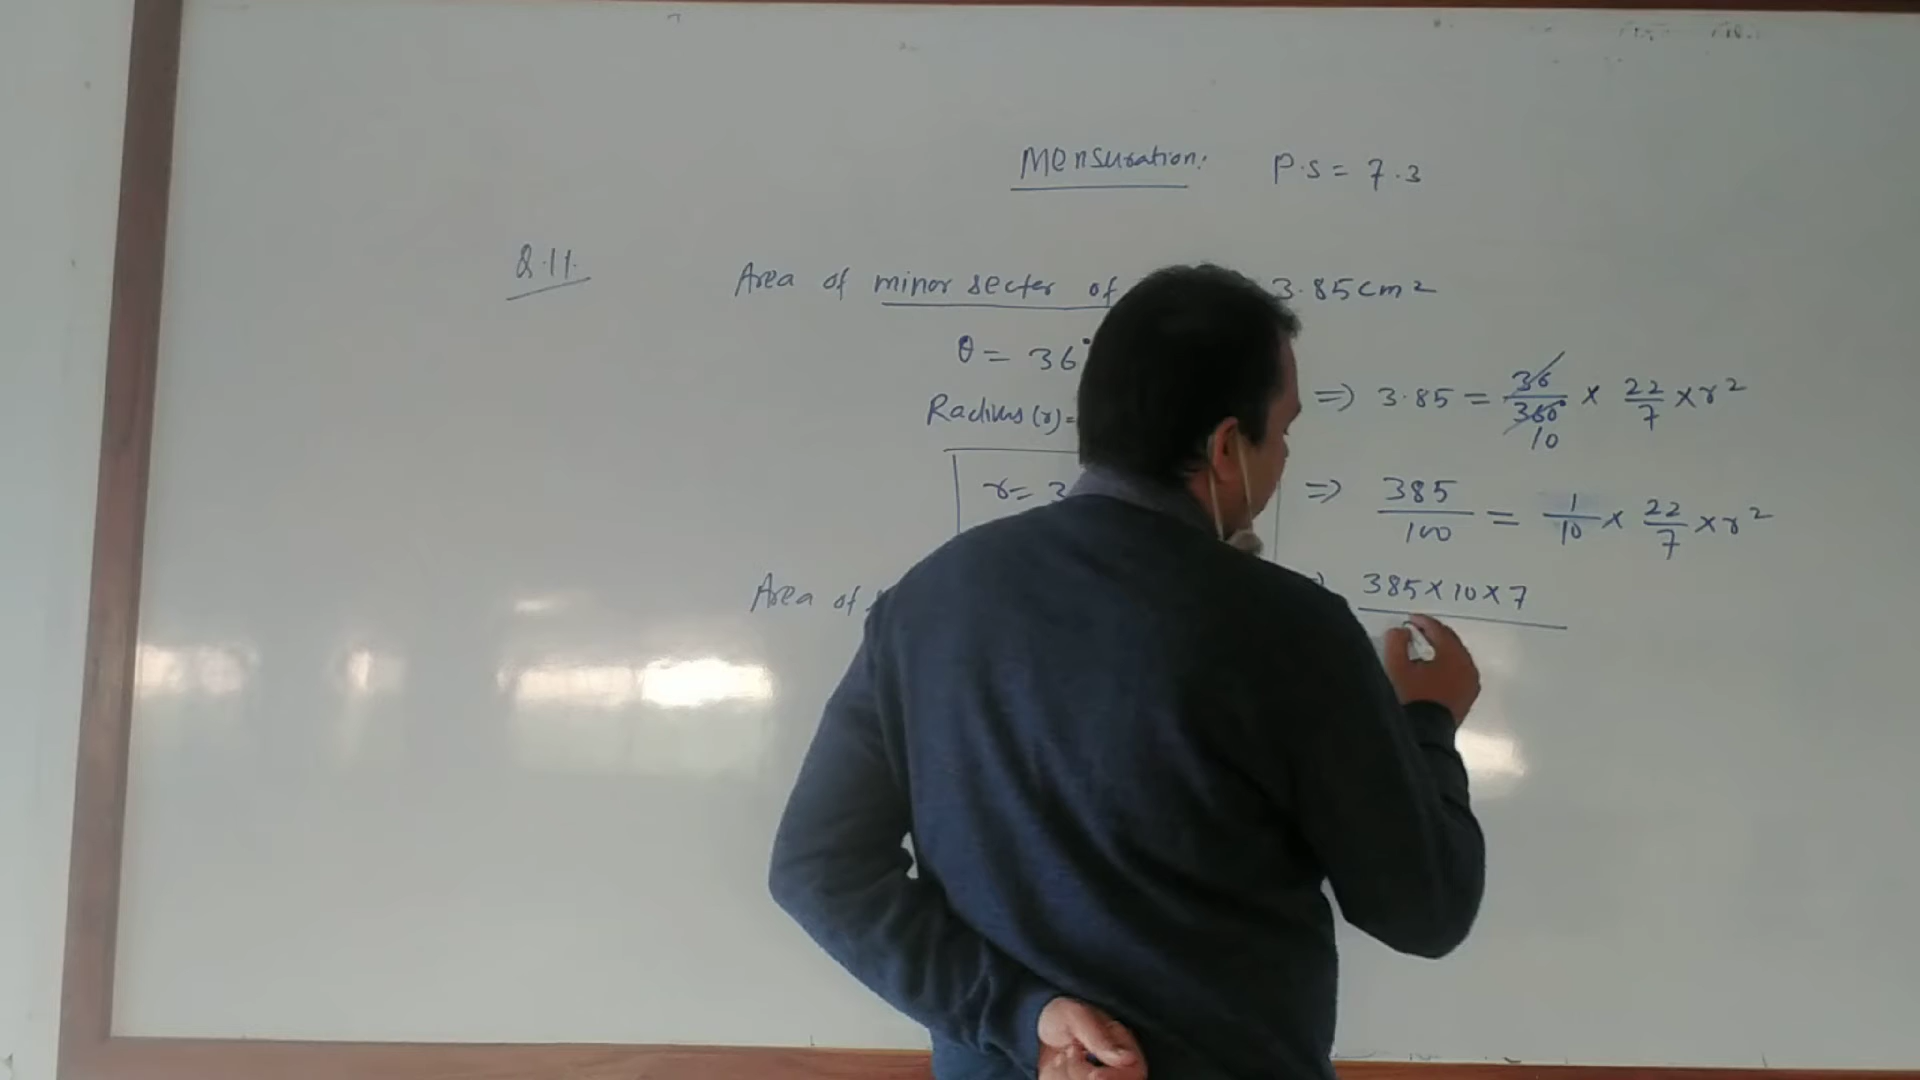 Mensuration: P.S = 7.3
Q.11. Area of minor secter of 3.85cm2
θ = 36°
Radius (r)=
r= 3
Area of
=> 3.85 = 36/360° x 22/7 x r2
10
=> 385/100 = 1/10 x 22/7 x r2
385 x 10 x 7